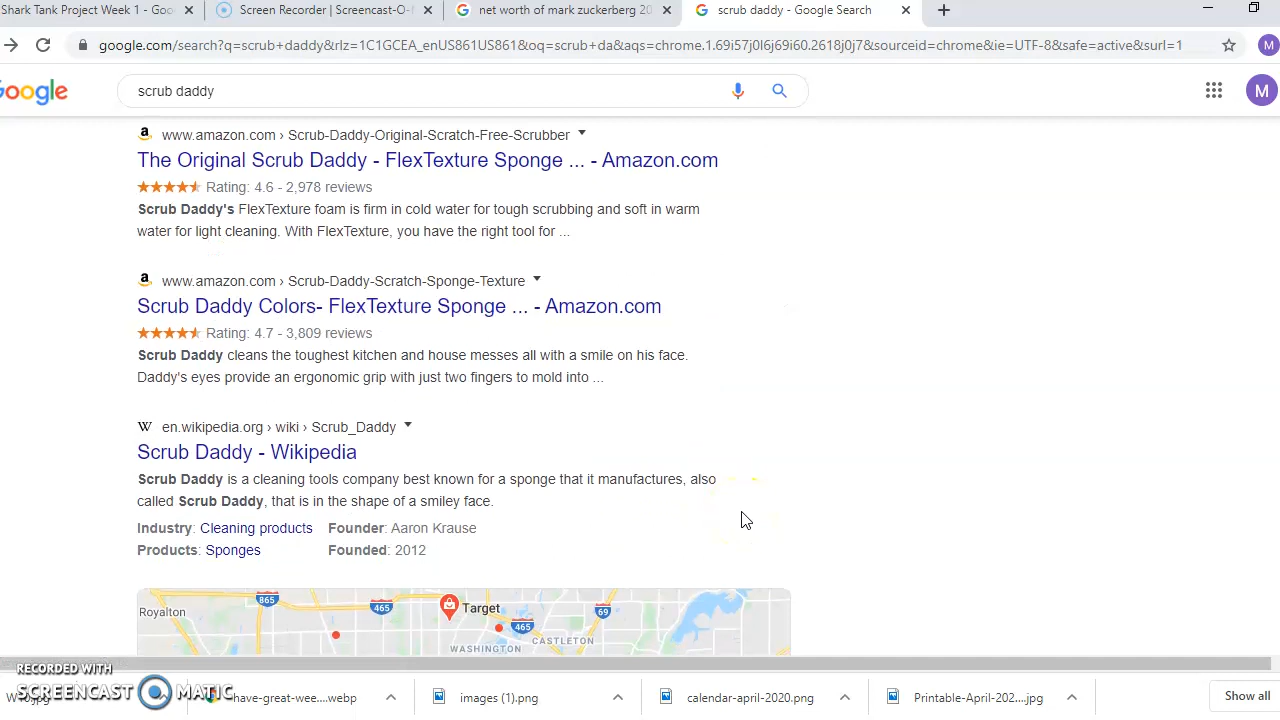 Shark Tank Project Week 1 - Goo
Screen Recorder | Screencast-O-M
net worth of mark zuckerberg 20
scrub daddy - Google Search
google.com/search?q=scrub+daddy&rlz=1C1GCEA_enUS861US861&oq=scrub+da&aqs=chrome.1.69i57j0l6j69i60.2618j0j7&sourceid=chrome&ie=UTF-8&safe=active&surl=1
M
oogle
scrub daddy
M
www.amazon.com › Scrub-Daddy-Original-Scratch-Free-Scrubber
The Original Scrub Daddy - FlexTexture Sponge ... - Amazon.com
Rating: 4.6 - 2,978 reviews
Scrub Daddy's FlexTexture foam is firm in cold water for tough scrubbing and soft in warm
water for light cleaning. With FlexTexture, you have the right tool for ...
www.amazon.com › Scrub-Daddy-Scratch-Sponge-Texture
Scrub Daddy Colors- FlexTexture Sponge ... - Amazon.com
Rating: 4.7 - 3,809 reviews
Scrub Daddy cleans the toughest kitchen and house messes all with a smile on his face.
Daddy's eyes provide an ergonomic grip with just two fingers to mold into ...
W en.wikipedia.org › wiki › Scrub_Daddy
Scrub Daddy - Wikipedia
Scrub Daddy is a cleaning tools company best known for a sponge that it manufactures, also
called Scrub Daddy, that is in the shape of a smiley face.
Industry: Cleaning products Founder: Aaron Krause
Products: Sponges Founded: 2012
865
465
69
Royalton
Target
465
CASTLETON
WASHINGTON
RECORDED WITH
SCREENCAST MATIC
have-great-wee....webp
images (1).png
calendar-april-2020.png
Printable-April-202....jpg
Show all